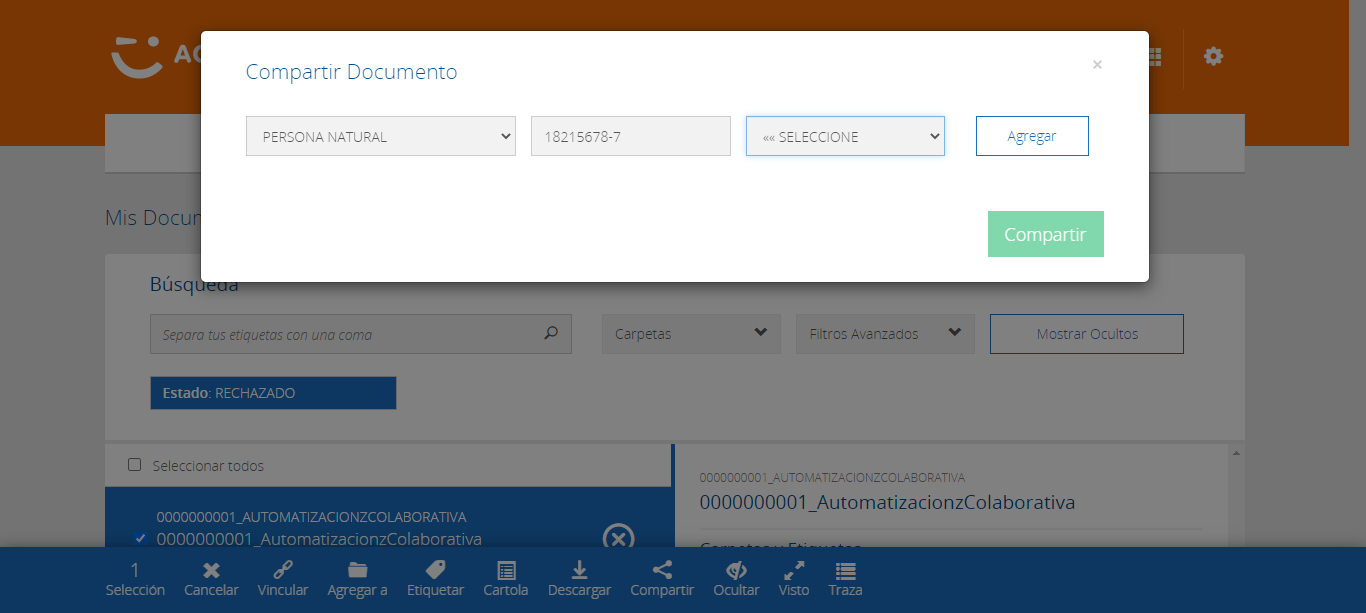 Compartir Documento
×
PERSONA NATURAL
18215678-7
«« SELECCIONE
Agregar
Compartir
Búsqueda
Separa tus etiquetas con una coma
Carpetas
Filtros Avanzados
Mostrar Ocultos
Estado: RECHAZADO
Seleccionar todos
0000000001_AUTOMATIZACIONZCOLABORATIVA
0000000001_AutomatizacionzColaborativa
0000000001_AUTOMATIZACIONZCOLABORATIVA
0000000001_AutomatizacionzColaborativa
Carpetas y Etiquetas
1
Selección
Cancelar
Vincular
Agregar a
Etiquetar
Cartola
Descargar
Compartir
Ocultar
Visto
Traza